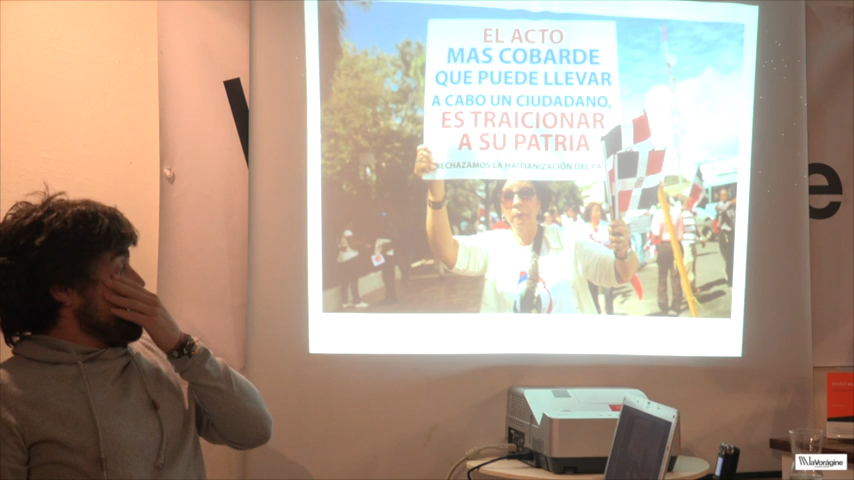 EL ACTO
MAS COBARDE
QUE PUEDE LLEVAR
A CABO UN CIUDADANO,
ES TRAICIONAR
A SU PATRIA
RECHAZAMOS LA HAITIANIZACIÓN DEL
e
laVorágine